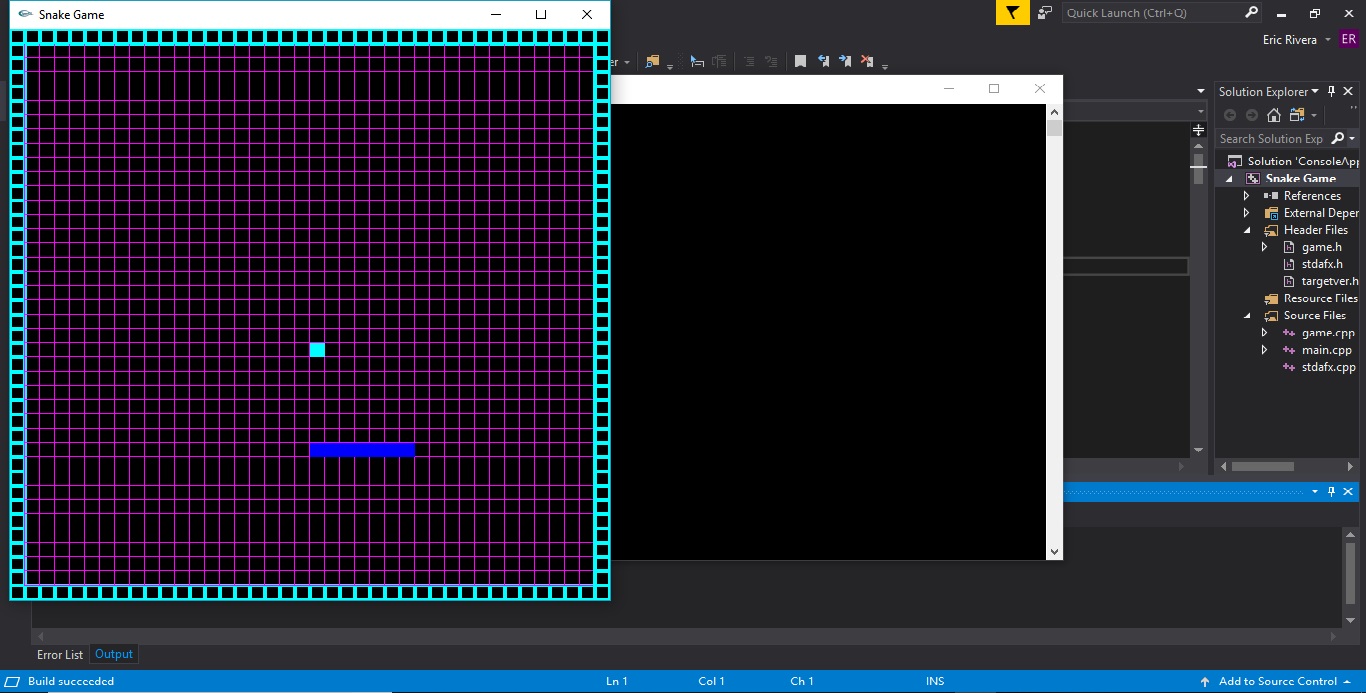 Snake Game
Quick Launch (Ctrl+Q)
Eric Rivera
ER
er
Solution Explorer
Search Solution Exp
Solution 'ConsoleApp
Snake Game
References
External Deper
Header Files
game.h
stdafx.h
targetver.h
Resource Files
Source Files
game.cpp
main.cpp
stdafx.cpp
Error List
Output
Build succeeded
Ln 1
Col 1
Ch 1
INS
Add to Source Control